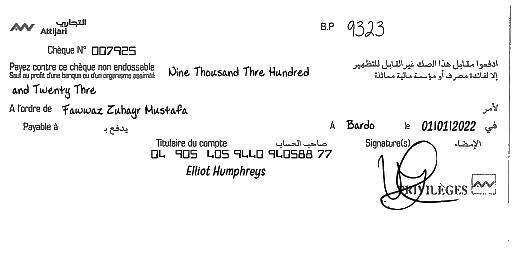 التجاري
Attijari
B.P 9323
Chèque N° 007925
Payez contre ce chèque non endossable
Sauf au profit d'une banque ou d'un organisme assimilé
Nine Thousand Thre Hundred
ادفعوا مقابل هذا الصك غير القابل للتظهير
إلا لفائدة مصرف أو مؤسسة مالية مماثلة
and Twenty Thre
A l'ordre de Fawwaz Zuhayr Mustafa لأمر
Payable à يدفع بـ A Bardo le 01/01/2022 في
Titulaire du compte صاحب الحساب Signature(s) الإمضاء
04 905 405 9440 940588 77
Elliot Humphreys
PRIVILÈGES